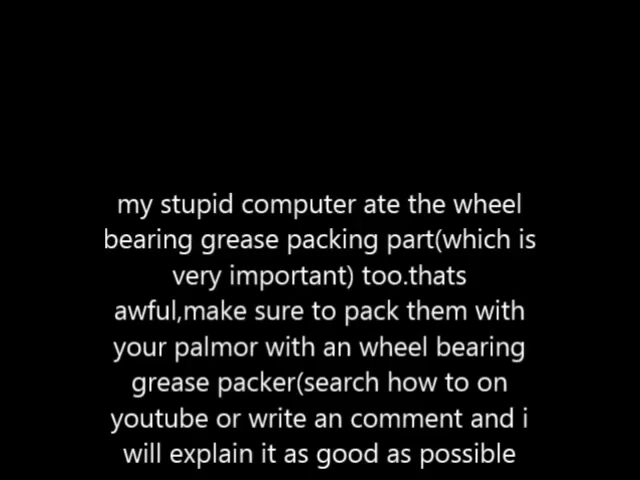 my stupid computer ate the wheel
bearing grease packing part(which is
very important) too.thats
awful,make sure to pack them with
your palmor with an wheel bearing
grease packer(search how to on
youtube or write an comment and i
will explain it as good as possible